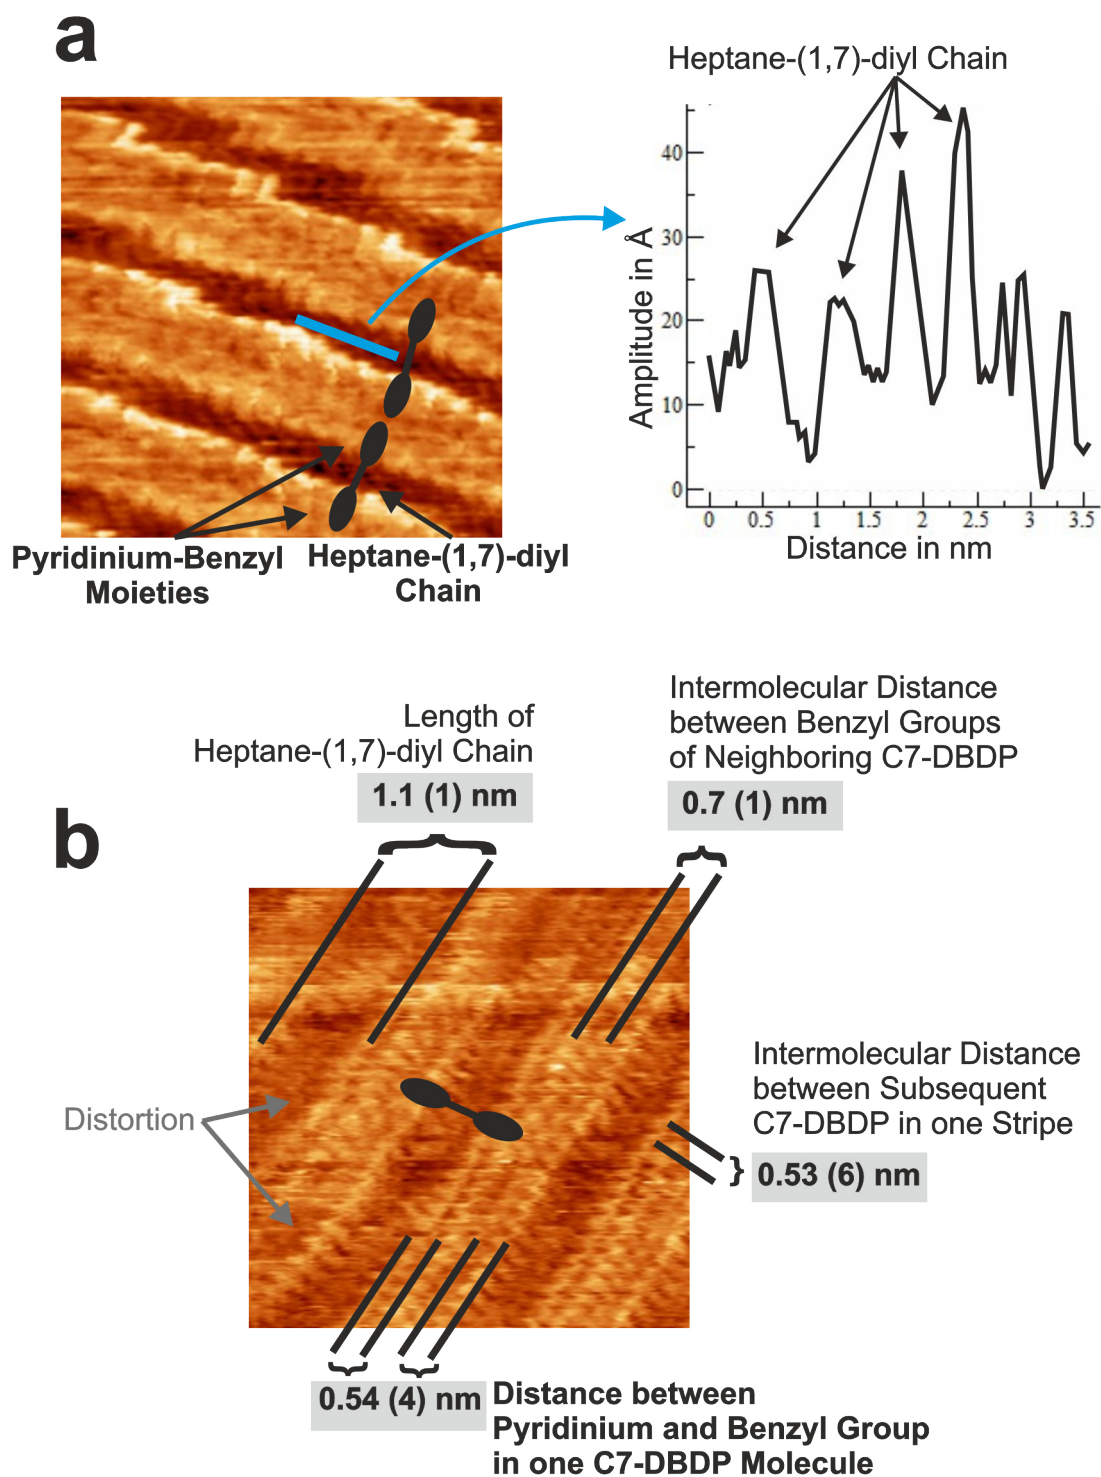 a
Heptane-(1,7)-diyl Chain
Amplitude in Å
40
30
20
10
0
0 0.5 1 1.5 2 2.5 3 3.5
Distance in nm
Pyridinium-Benzyl
Moieties
Heptane-(1,7)-diyl
Chain
b
Length of
Heptane-(1,7)-diyl Chain
1.1 (1) nm
Intermolecular Distance
between Benzyl Groups
of Neighboring C7-DBDP
0.7 (1) nm
Distortion
Intermolecular Distance
between Subsequent
C7-DBDP in one Stripe
0.53 (6) nm
0.54 (4) nm
Distance between
Pyridinium and Benzyl Group
in one C7-DBDP Molecule